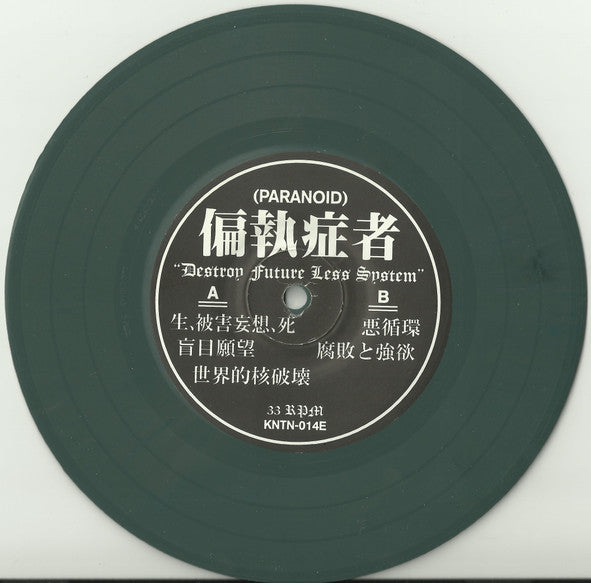 (PARANOID)
偏執症者
"Destroy Future Less System"
A
B
生、被害妄想、死
盲目願望
世界的核破壊
悪循環
腐敗と強欲
33 RPM
KNTN-014E